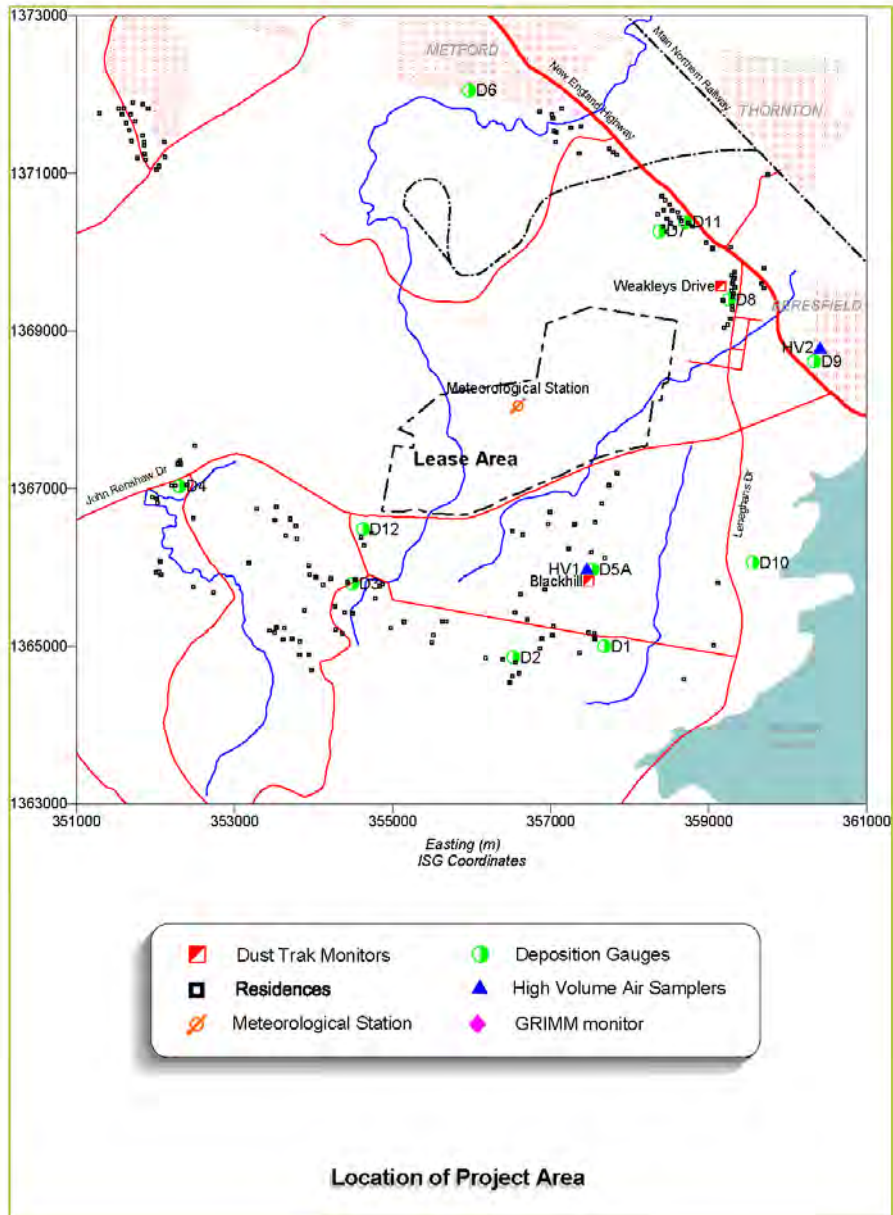 1373000
METFORD
Main Northern Railway
New England Highway
D6
THORNTON
1371000
D11
D7
Weakleys Drive
D8
1369000
BERESFIELD
HV2
D9
Meteorological Station
Lease Area
John Renshaw Dr
D4
1367000
Lenaghans Dr
D12
D10
HV1
D5A
Blackhill
D3
1365000
D2
D1
1363000
351000 353000 355000 357000 359000 361000
Easting (m)
ISG Coordinates
Dust Trak Monitors
Deposition Gauges
Residences
High Volume Air Samplers
Meteorological Station
GRIMM monitor
Location of Project Area